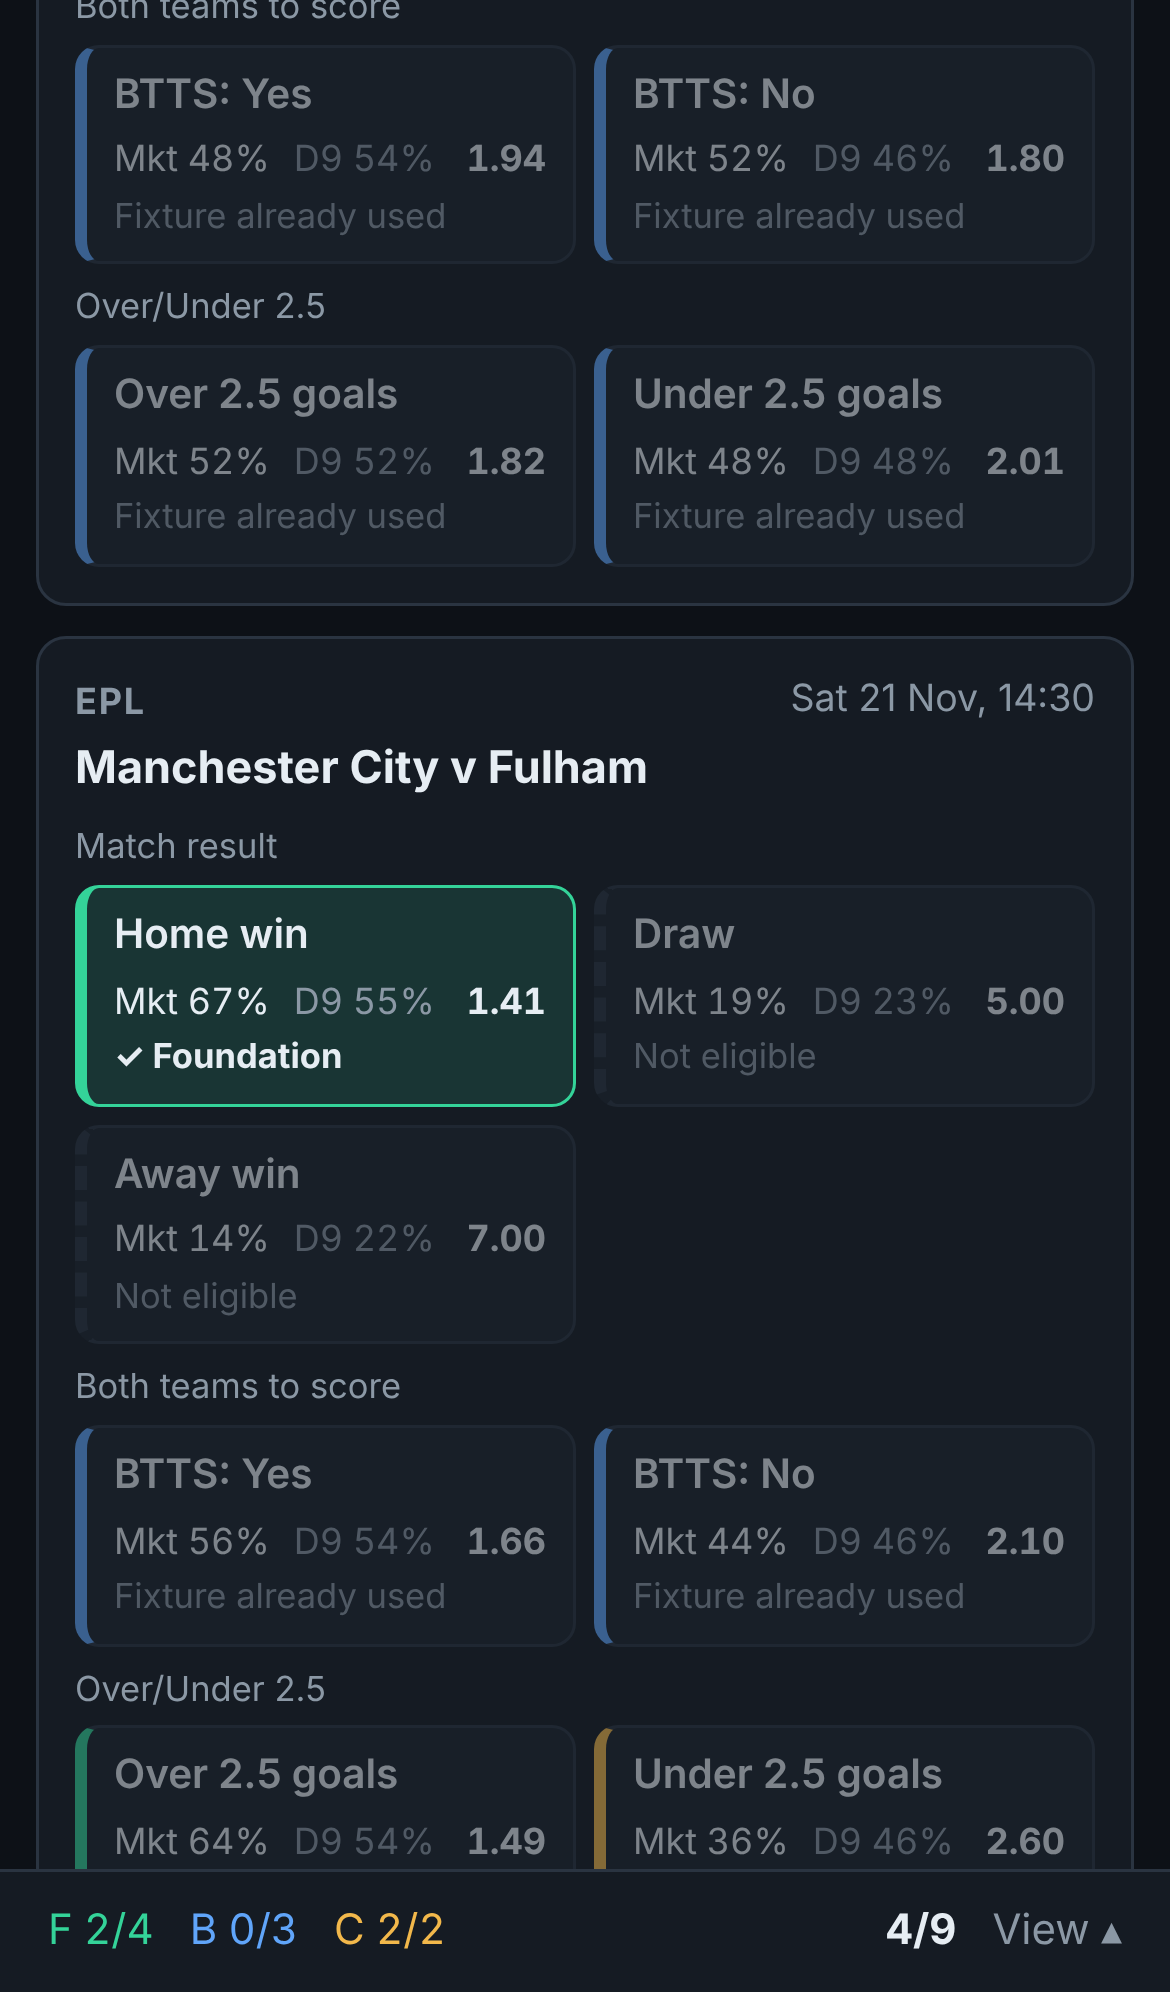 Both teams to score
BTTS: Yes
Mkt 48% D9 54% 1.94
Fixture already used
BTTS: No
Mkt 52% D9 46% 1.80
Fixture already used
Over/Under 2.5
Over 2.5 goals
Mkt 52% D9 52% 1.82
Fixture already used
Under 2.5 goals
Mkt 48% D9 48% 2.01
Fixture already used
EPL
Sat 21 Nov, 14:30
Manchester City v Fulham
Match result
Home win
Mkt 67% D9 55% 1.41
✓ Foundation
Draw
Mkt 19% D9 23% 5.00
Not eligible
Away win
Mkt 14% D9 22% 7.00
Not eligible
Both teams to score
BTTS: Yes
Mkt 56% D9 54% 1.66
Fixture already used
BTTS: No
Mkt 44% D9 46% 2.10
Fixture already used
Over/Under 2.5
Over 2.5 goals
Mkt 64% D9 54% 1.49
Under 2.5 goals
Mkt 36% D9 46% 2.60
F 2/4 B 0/3 C 2/2 4/9 View ▲